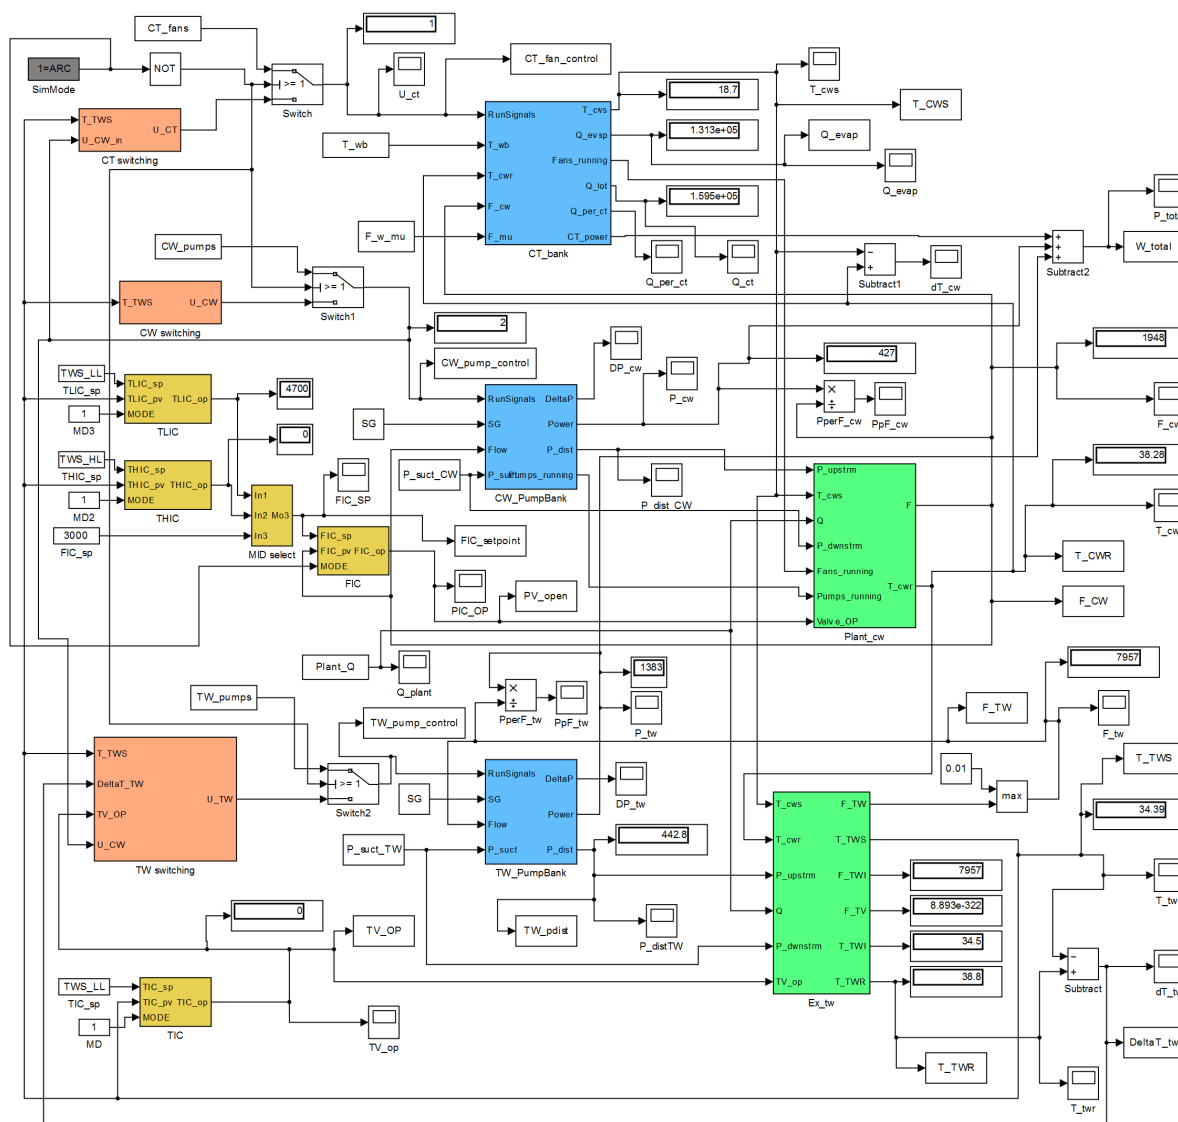 CT_fans
1
1=ARC
SimMode
NOT
>= 1
Switch
U_ct
CT_fan_control
T_cws
18.7
T_CWS
T_TWS
U_CW_in
U_CT
CT switching
T_wb
RunSignals
T_wb
T_cwr
F_cw
F_mu
T_cws
Q_evap
Fans_running
Q_tot
Q_per_ct
CT_power
CT_bank
1.313e+05
Q_evap
Q_evap
1.595e+05
F_w_mu
Q_per_ct
Q_ct
Subtract1
dT_cw
Subtract2
P_tota
W_total
CW_pumps
>= 1
Switch1
T_TWS
U_CW
CW switching
2
CW_pump_control
DP_cw
P_cw
427
PperF_cw
PpF_cw
1948
F_cw
TWS_LL
TLIC_sp
MD3
1
TLIC_sp
TLIC_pv
MODE
TLIC_op
TLIC
4700
0
TWS_HL
THIC_sp
MD2
1
THIC_sp
THIC_pv
MODE
THIC_op
THIC
3000
FIC_sp
In1
In2
In3
Mo3
MID select
FIC_SP
FIC_setpoint
FIC_sp
FIC_pv
MODE
FIC_op
FIC
PIC_OP
PV_open
SG
P_suct_CW
RunSignals
SG
Flow
P_suct
DeltaP
Power
P_dist
Pumps_running
CW_PumpBank
P_dist_CW
P_upstrm
T_cws
Q
P_dwnstrm
Fans_running
Pumps_running
Valve_OP
F
T_cwr
Plant_cw
38.28
T_cw
T_CWR
F_CW
Plant_Q
Q_plant
1383
P_tw
PperF_tw
PpF_tw
7957
F_TW
F_tw
TW_pumps
TW_pump_control
T_TWS
DeltaT_TW
TV_OP
U_CW
U_TW
TW switching
>= 1
Switch2
SG
P_suct_TW
RunSignals
SG
Flow
P_suct
DeltaP
Power
P_dist
TW_PumpBank
DP_tw
442.8
TW_pdist
P_distTW
0.01
max
T_TWS
34.39
T_tw
T_cws
T_cwr
P_upstrm
Q
P_dwnstrm
TV_op
F_TW
T_TWS
F_TWI
F_TV
T_TWI
T_TWR
Ex_tw
7957
8.893e-322
34.5
38.8
0
TV_OP
TWS_LL
TIC_sp
1
MD
TIC_sp
TIC_pv
MODE
TIC_op
TIC
TV_op
Subtract
dT_tw
DeltaT_tw
T_TWR
T_twr